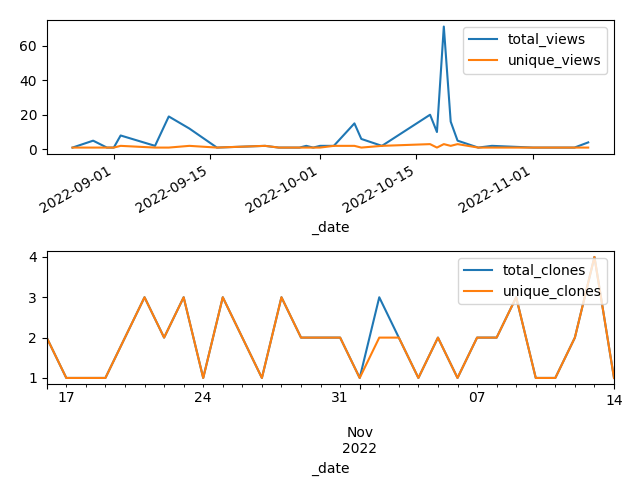 total_views
unique_views
60
40
20
0
2022-09-01
2022-09-15
2022-10-01
2022-10-15
2022-11-01
_date
total_clones
unique_clones
4
3
2
1
17
24
31
07
14
Nov
2022
_date